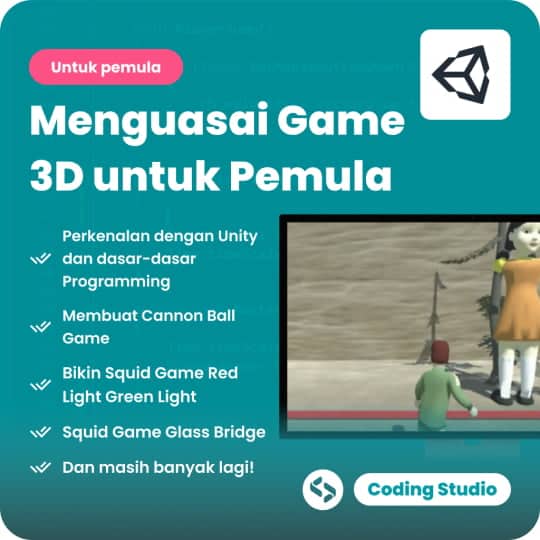 Untuk pemula
Menguasai Game
3D untuk Pemula
Perkenalan dengan Unity
dan dasar-dasar
Programming
Membuat Cannon Ball
Game
Bikin Squid Game Red
Light Green Light
Squid Game Glass Bridge
Dan masih banyak lagi!
Coding Studio